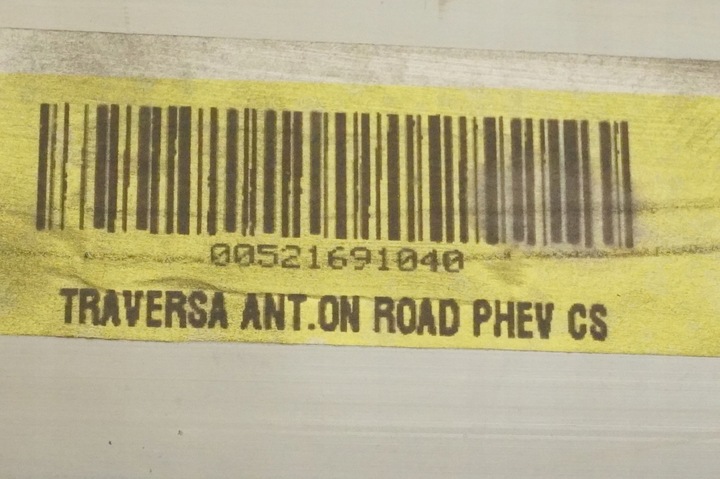 00521691040
TRAVERSA ANT.ON ROAD PHEV CS